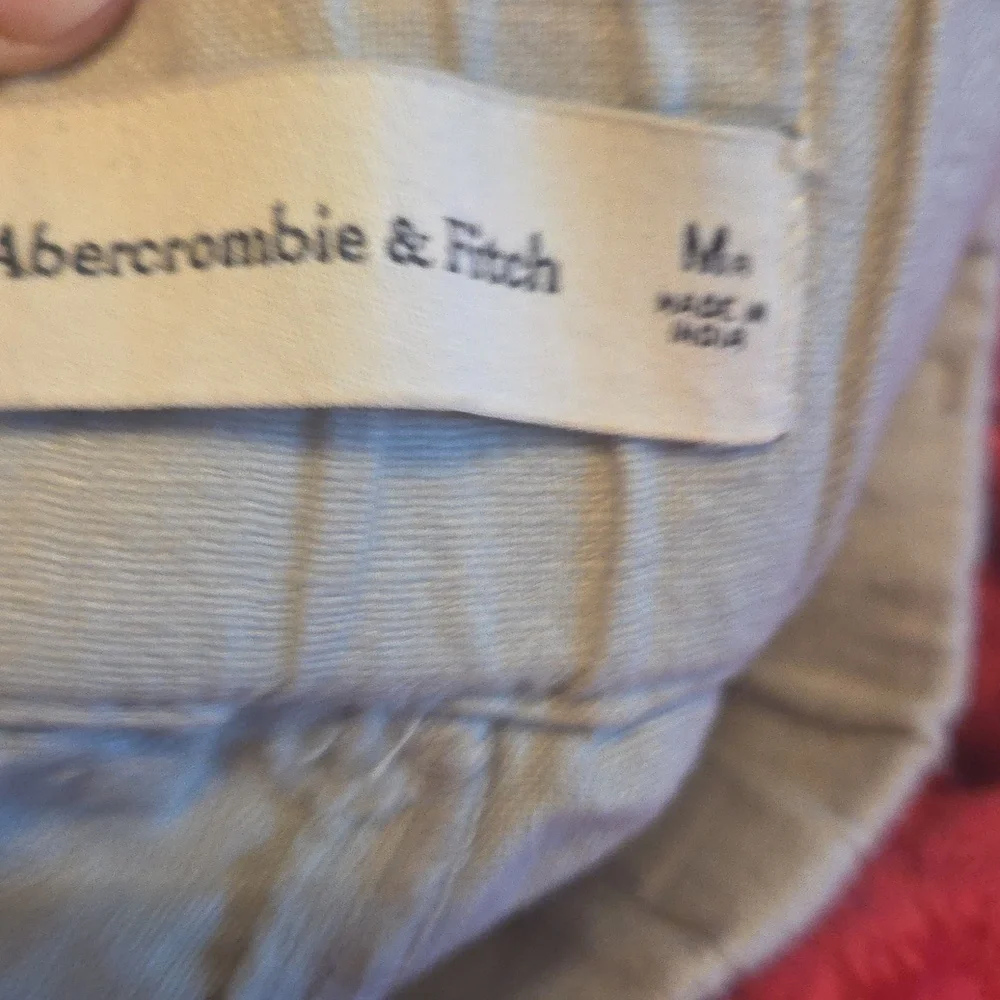 Abercrombie & Fitch
M
MADE IN
INDIA